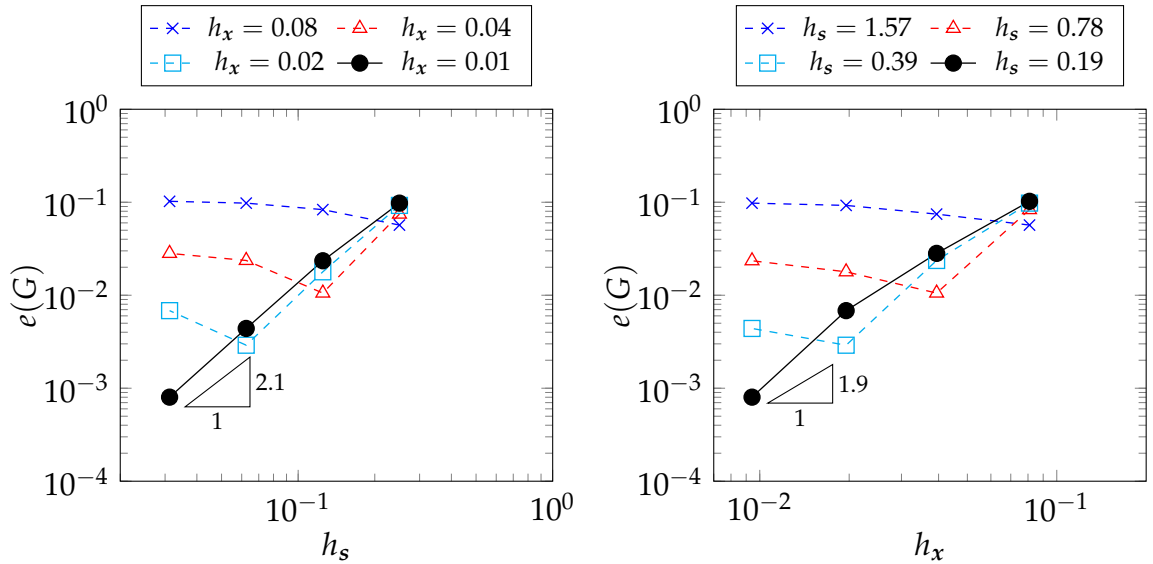 h_x = 0.08 h_x = 0.04
h_x = 0.02 h_x = 0.01
10^0
10^{-1}
10^{-2}
10^{-3}
10^{-4}
e(G)
2.1
1
10^{-1} 10^0
h_s
h_s = 1.57 h_s = 0.78
h_s = 0.39 h_s = 0.19
10^0
10^{-1}
10^{-2}
10^{-3}
10^{-4}
e(G)
1.9
1
10^{-2} 10^{-1}
h_x